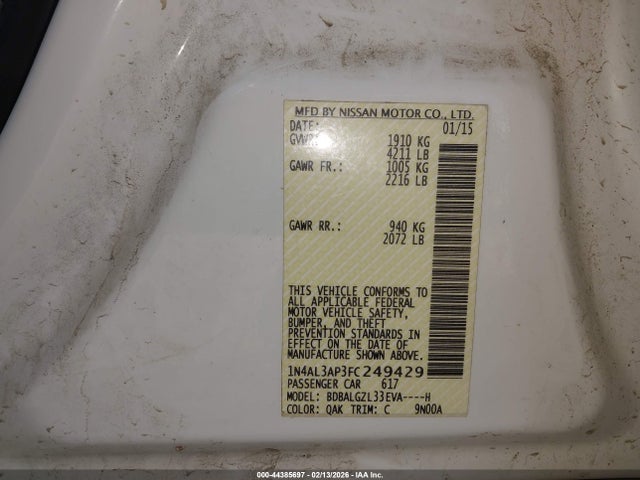 MFD BY NISSAN MOTOR CO., LTD.
DATE: 01/15
GVWR: 1910 KG
4211 LB
GAWR FR.: 1005 KG
2216 LB
GAWR RR.: 940 KG
2072 LB
THIS VEHICLE CONFORMS TO
ALL APPLICABLE FEDERAL
MOTOR VEHICLE SAFETY,
BUMPER, AND THEFT
PREVENTION STANDARDS IN
EFFECT ON THE DATE OF
MANUFACTURE SHOWN ABOVE.
1N4AL3AP3FC249429
PASSENGER CAR 617
MODEL: BDBALGZL33EVA----H
COLOR: QAK TRIM: C 9N00A
000-44385697 - 02/13/2026 - Copyright © IAA, Inc.